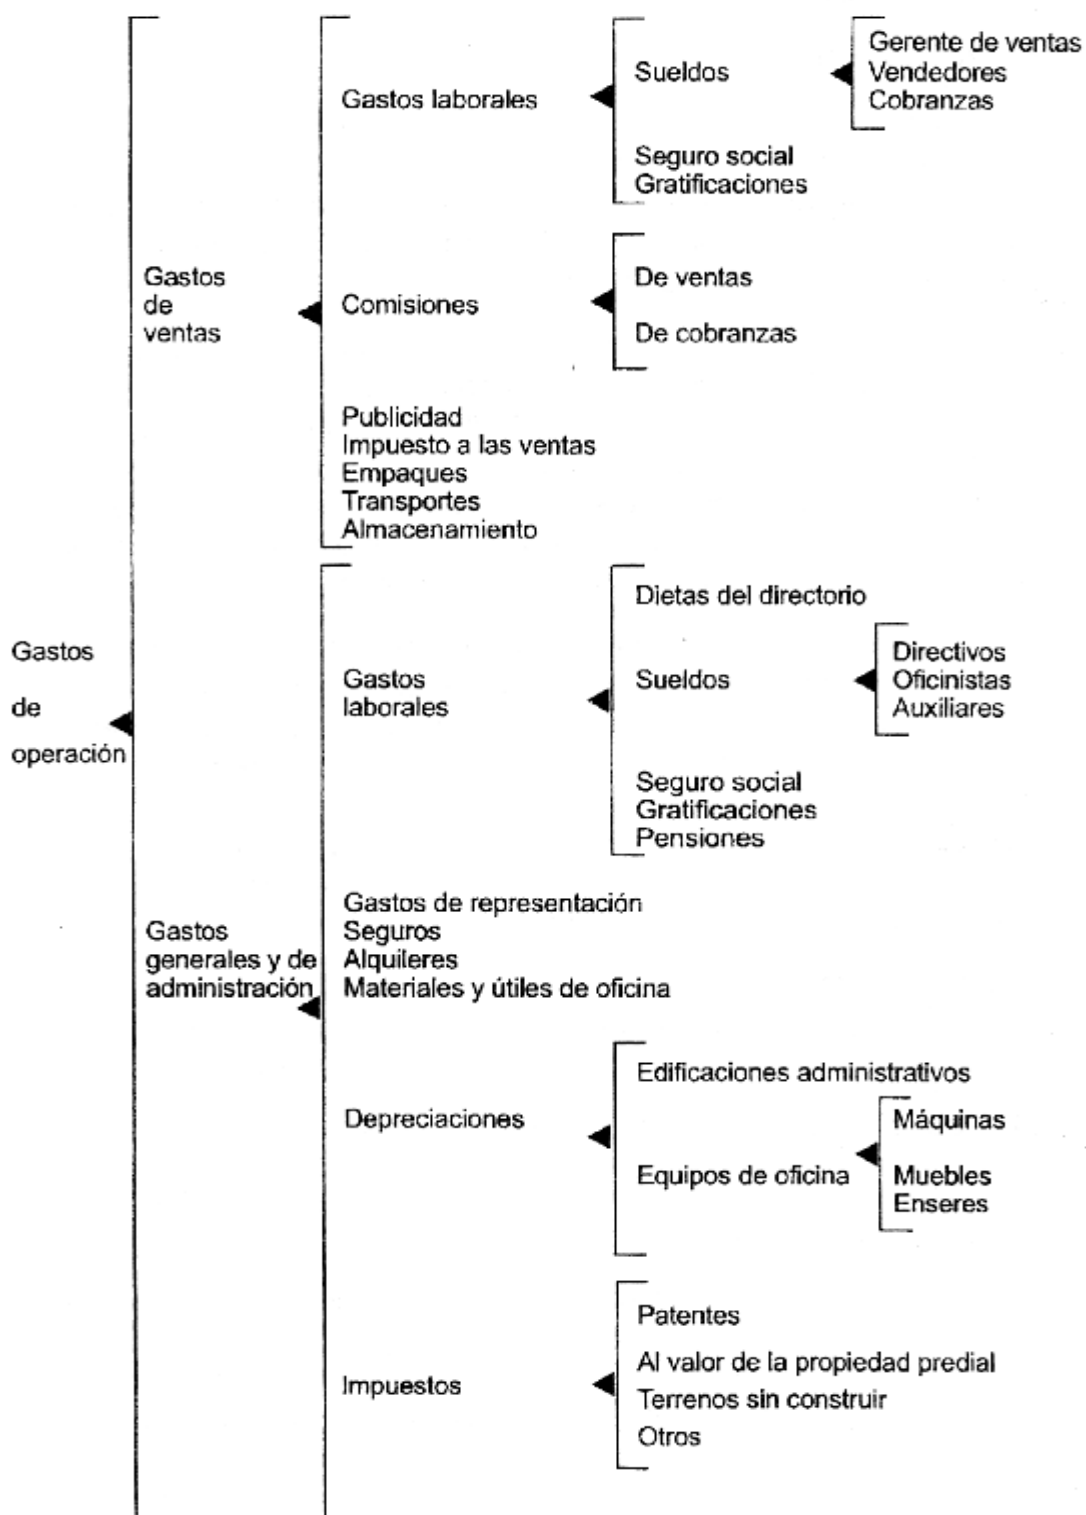 Gastos
de
operación
Gastos
de
ventas
Gastos laborales
Sueldos
Gerente de ventas
Vendedores
Cobranzas
Seguro social
Gratificaciones
Comisiones
De ventas
De cobranzas
Publicidad
Impuesto a las ventas
Empaques
Transportes
Almacenamiento
Gastos
generales y de
administración
Gastos
laborales
Dietas del directorio
Sueldos
Directivos
Oficinistas
Auxiliares
Seguro social
Gratificaciones
Pensiones
Gastos de representación
Seguros
Alquileres
Materiales y útiles de oficina
Depreciaciones
Edificaciones administrativos
Equipos de oficina
Máquinas
Muebles
Enseres
Impuestos
Patentes
Al valor de la propiedad predial
Terrenos sin construir
Otros